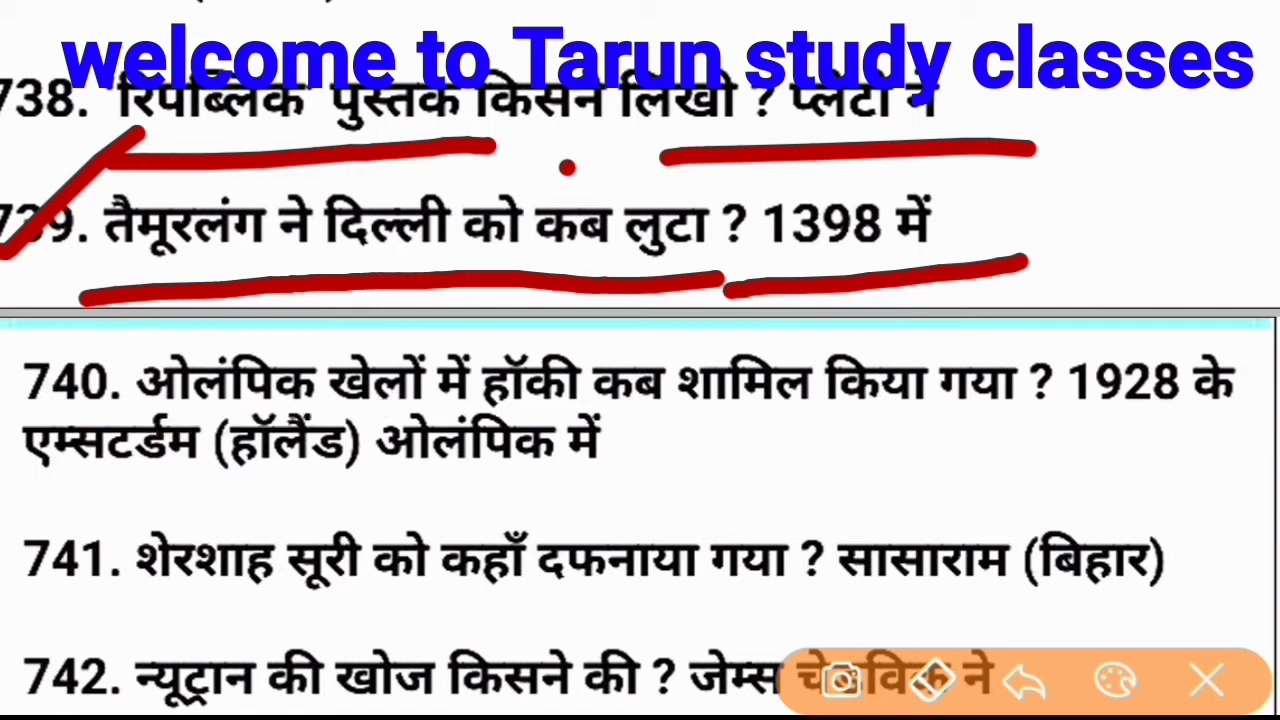 welcome to Tarun study classes
738. रिपब्लिक पुस्तक किसने लिखी ? प्लेटो ने
739. तैमूरलंग ने दिल्ली को कब लुटा ? 1398 में
740. ओलंपिक खेलों में हॉकी कब शामिल किया गया ? 1928 के
एम्सटर्डम (हॉलैंड) ओलंपिक में
741. शेरशाह सूरी को कहाँ दफनाया गया ? सासाराम (बिहार)
742. न्यूट्रान की खोज किसने की ? जेम्स चेडविक ने